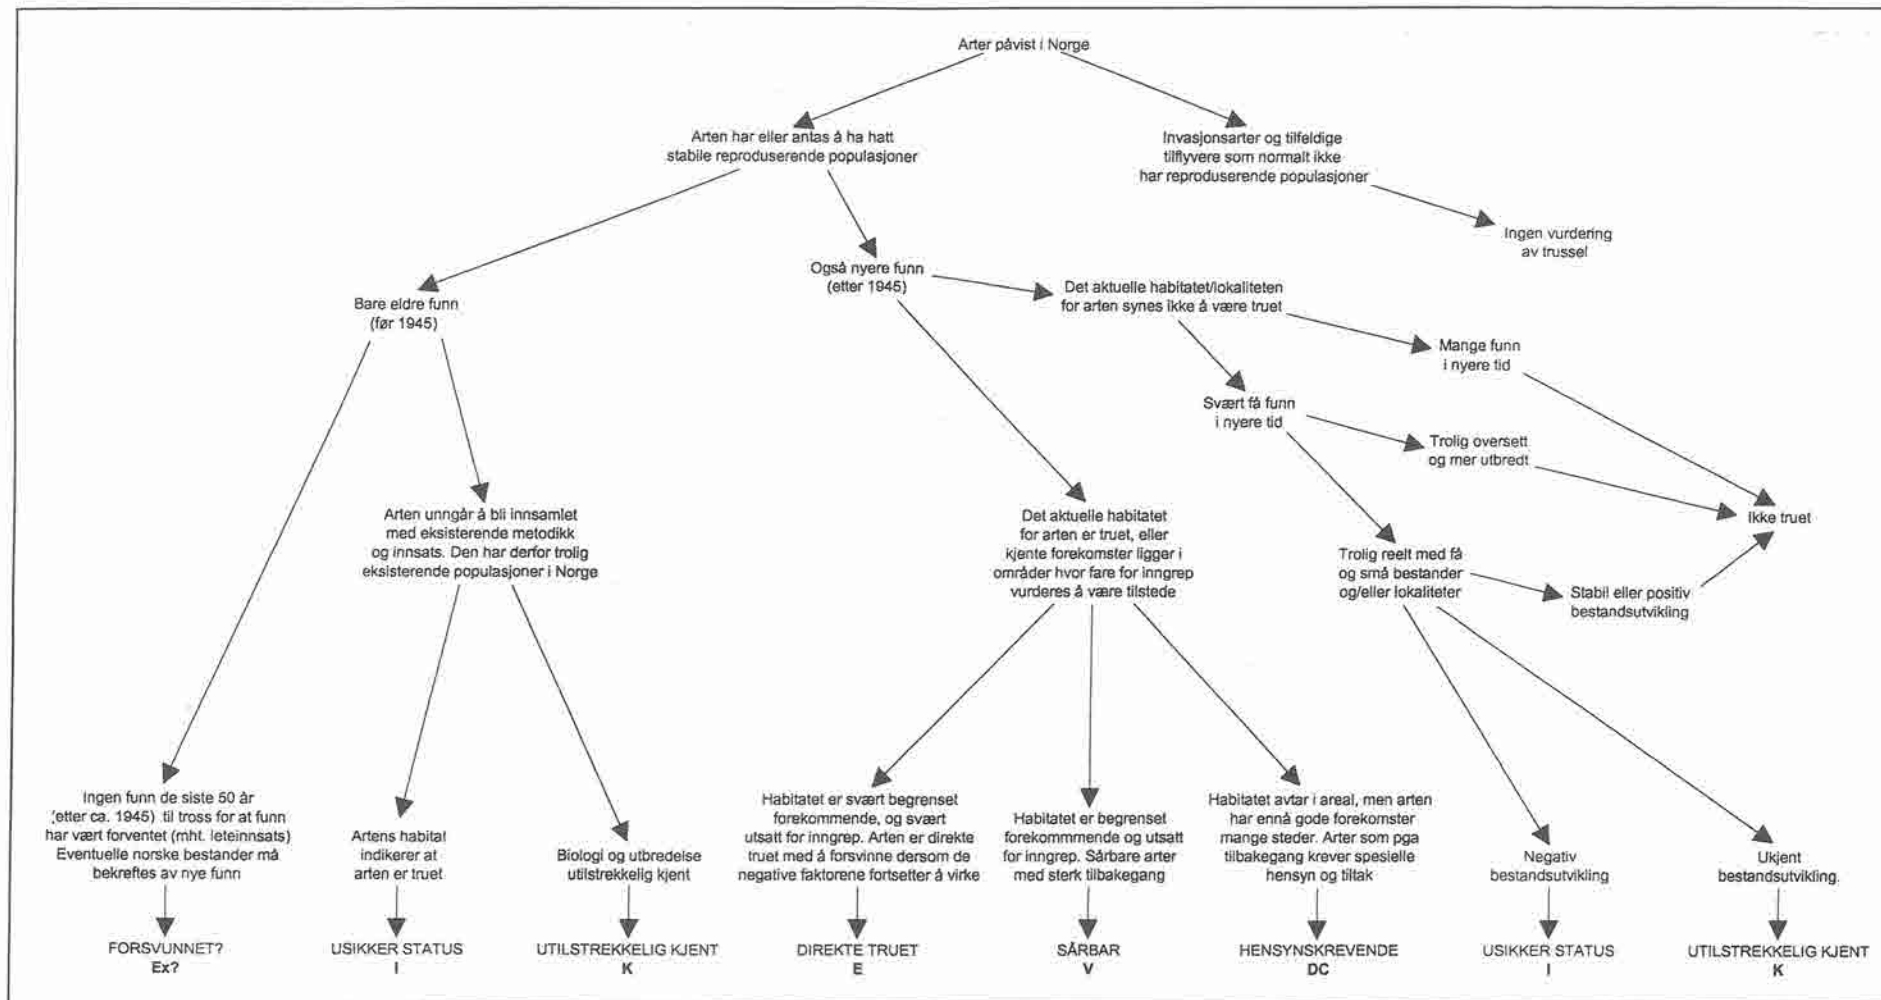 Arter påvist i Norge
Arten har eller antas å ha hatt
stabile reproduserende populasjoner
Invasjonsarter og tilfeldige
tilflyvere som normalt ikke
har reproduserende populasjoner
Ingen vurdering
av trussel
Også nyere funn
(etter 1945)
Bare eldre funn
(før 1945)
Det aktuelle habitatet/lokaliteten
for arten synes ikke å være truet
Mange funn
i nyere tid
Svært få funn
i nyere tid
Trolig oversett
og mer utbredt
Ikke truet
Arten unngår å bli innsamlet
med eksisterende metodikk
og innsats. Den har derfor trolig
eksisterende populasjoner i Norge
Det aktuelle habitatet
for arten er truet, eller
kjente forekomster ligger i
områder hvor fare for inngrep
vurderes å være tilstede
Trolig reelt med få
og små bestander
og/eller lokaliteter
Stabil eller positiv
bestandsutvikling
Ingen funn de siste 50 år
(etter ca. 1945) til tross for at funn
har vært forventet (mht. leteinnsats)
Eventuelle norske bestander må
bekreftes av nye funn
Artens habitat
indikerer at
arten er truet
Biologi og utbredelse
utilstrekkelig kjent
Habitatet er svært begrenset
forekommende, og svært
utsatt for inngrep. Arten er direkte
truet med å forsvinne dersom de
negative faktorene fortsetter å virke
Habitatet er begrenset
forekommmende og utsatt
for inngrep. Sårbare arter
med sterk tilbakegang
Habitatet avtar i areal, men arten
har ennå gode forekomster
mange steder. Arter som pga
tilbakegang krever spesielle
hensyn og tiltak
Negativ
bestandsutvikling
Ukjent
bestandsutvikling.
FORSVUNNET?
Ex?
USIKKER STATUS
I
UTILSTREKKELIG KJENT
K
DIREKTE TRUET
E
SÅRBAR
V
HENSYNSKREVENDE
DC
USIKKER STATUS
I
UTILSTREKKELIG KJENT
K